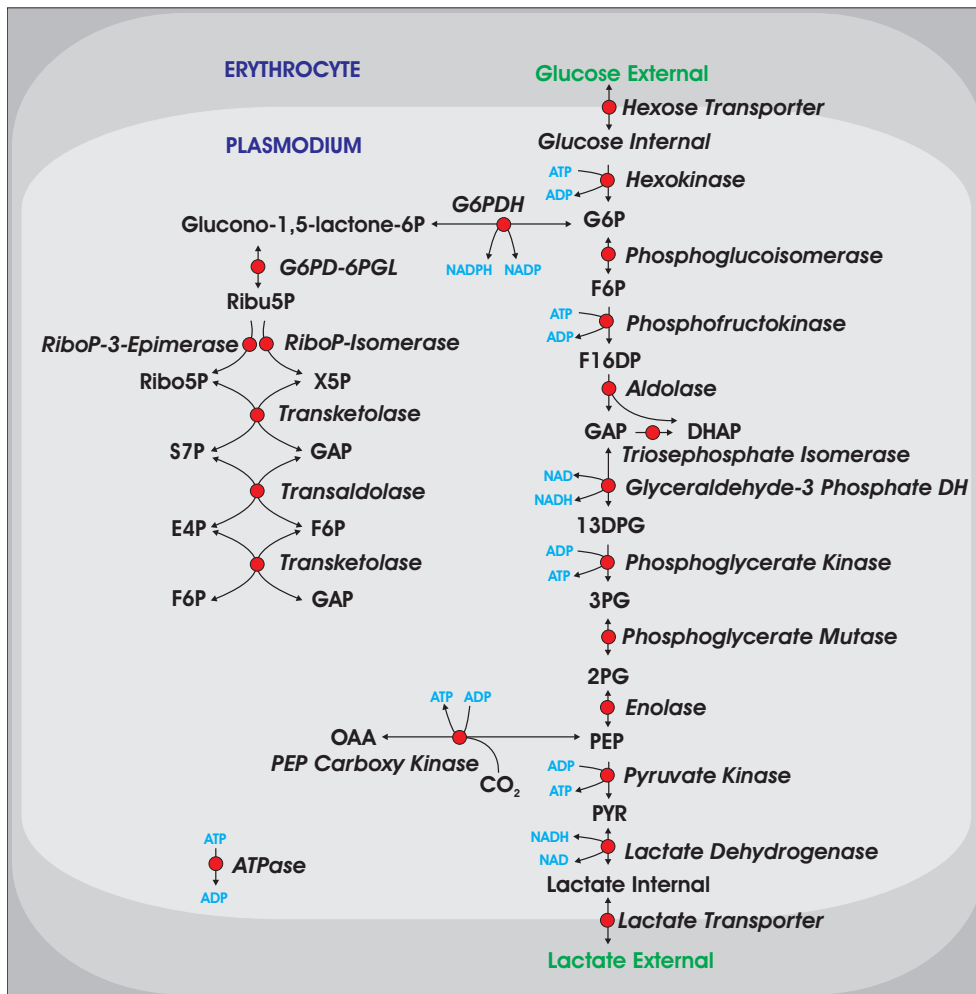 ERYTHROCYTE
Glucose External
Hexose Transporter
Glucose Internal
PLASMODIUM
ATP
Hexokinase
ADP
G6PDH
Glucono-1,5-lactone-6P
G6P
NADPH NADP
G6PD-6PGL
Phosphoglucoisomerase
Ribu5P
F6P
ATP
Phosphofructokinase
ADP
RiboP-3-Epimerase
RiboP-Isomerase
F16DP
Ribo5P
X5P
Aldolase
Transketolase
GAP
DHAP
S7P
GAP
Triosephosphate Isomerase
NAD
Glyceraldehyde-3 Phosphate DH
NADH
Transaldolase
13DPG
E4P
F6P
ADP
Phosphoglycerate Kinase
ATP
Transketolase
3PG
F6P
GAP
Phosphoglycerate Mutase
2PG
ATP ADP
Enolase
OAA
PEP
PEP Carboxy Kinase
CO₂
ADP
Pyruvate Kinase
ATP
PYR
ATP
ATPase
ADP
NADH
Lactate Dehydrogenase
NAD
Lactate Internal
Lactate Transporter
Lactate External